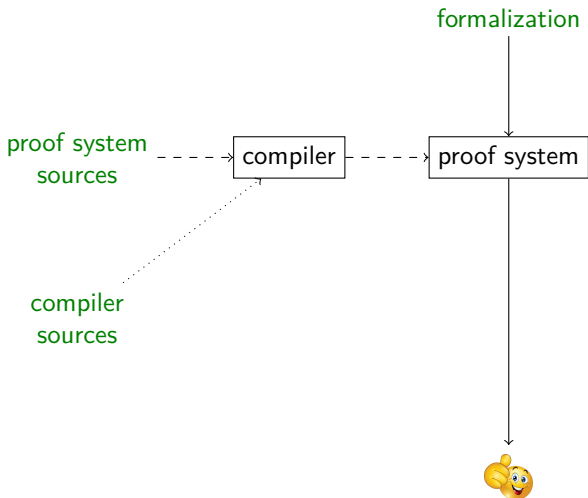 formalization
proof system
sources
compiler
proof system
compiler
sources